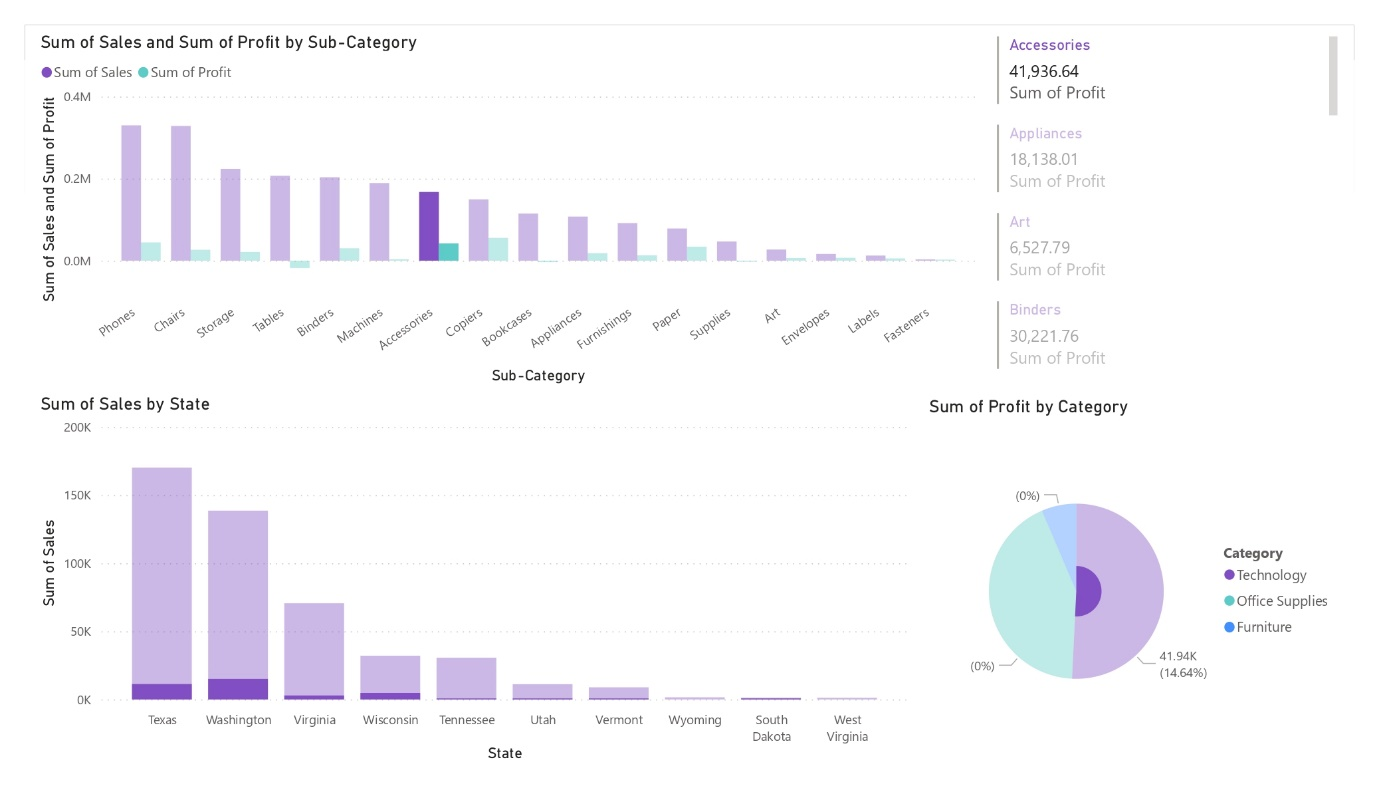 Sum of Sales and Sum of Profit by Sub-Category
Sum of Sales Sum of Profit
Sum of Sales and Sum of Profit
0.4M
0.2M
0.0M
Phones
Chairs
Storage
Tables
Binders
Machines
Accessories
Copiers
Bookcases
Appliances
Furnishings
Paper
Supplies
Art
Envelopes
Labels
Fasteners
Sub-Category
Accessories
41,936.64
Sum of Profit
Appliances
18,138.01
Sum of Profit
Art
6,527.79
Sum of Profit
Binders
30,221.76
Sum of Profit
Sum of Sales by State
Sum of Sales
200K
150K
100K
50K
0K
Texas
Washington
Virginia
Wisconsin
Tennessee
Utah
Vermont
Wyoming
South
Dakota
West
Virginia
State
Sum of Profit by Category
(0%)
(0%)
41.94K
(14.64%)
Category
Technology
Office Supplies
Furniture